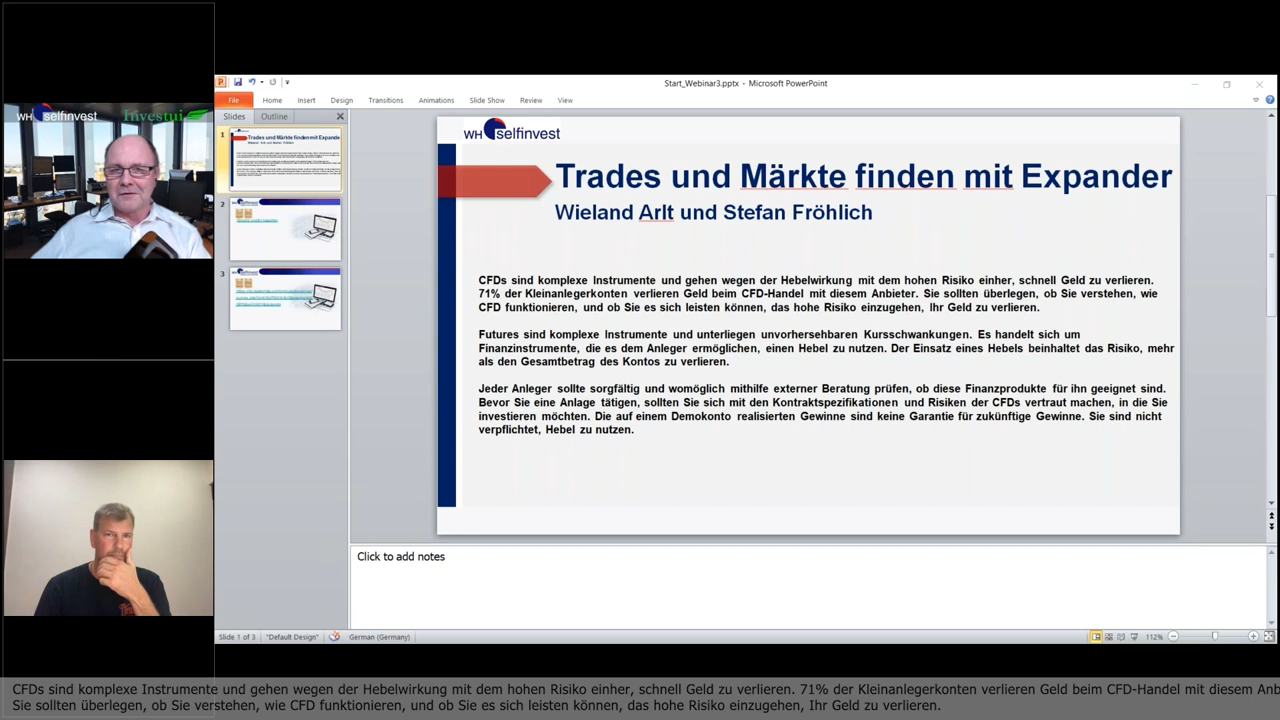 Start_Webinar3.pptx - Microsoft PowerPoint
File Home Insert Design Transitions Animations Slide Show Review View
WH selfinvest
Investui
Slides Outline
1
Trades und Märkte finden mit Expander
2
3
WH selfinvest
Trades und Märkte finden mit Expander
Wieland Arlt und Stefan Fröhlich
CFDs sind komplexe Instrumente und gehen wegen der Hebelwirkung mit dem hohen Risiko einher, schnell Geld zu verlieren.
71% der Kleinanlegerkonten verlieren Geld beim CFD-Handel mit diesem Anbieter. Sie sollten überlegen, ob Sie verstehen, wie
CFD funktionieren, und ob Sie es sich leisten können, das hohe Risiko einzugehen, Ihr Geld zu verlieren.
Futures sind komplexe Instrumente und unterliegen unvorhersehbaren Kursschwankungen. Es handelt sich um
Finanzinstrumente, die es dem Anleger ermöglichen, einen Hebel zu nutzen. Der Einsatz eines Hebels beinhaltet das Risiko, mehr
als den Gesamtbetrag des Kontos zu verlieren.
Jeder Anleger sollte sorgfältig und womöglich mithilfe externer Beratung prüfen, ob diese Finanzprodukte für ihn geeignet sind.
Bevor Sie eine Anlage tätigen, sollten Sie sich mit den Kontraktspezifikationen und Risiken der CFDs vertraut machen, in die Sie
investieren möchten. Die auf einem Demokonto realisierten Gewinne sind keine Garantie für zukünftige Gewinne. Sie sind nicht
verpflichtet, Hebel zu nutzen.
Click to add notes
Slide 1 of 3 "Default Design" German (Germany) 112%
CFDs sind komplexe Instrumente und gehen wegen der Hebelwirkung mit dem hohen Risiko einher, schnell Geld zu verlieren. 71% der Kleinanlegerkonten verlieren Geld beim CFD-Handel mit diesem Anb
Sie sollten überlegen, ob Sie verstehen, wie CFD funktionieren, und ob Sie es sich leisten können, das hohe Risiko einzugehen, Ihr Geld zu verlieren.